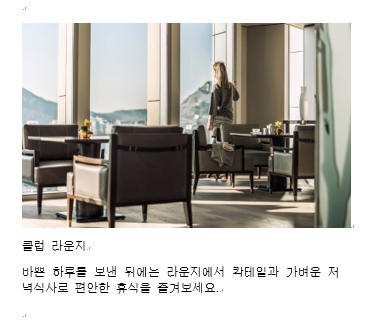 클럽 라운지.
바쁜 하루를 보낸 뒤에는 라운지에서 칵테일과 가벼운 저
녁식사로 편안한 휴식을 즐겨보세요.